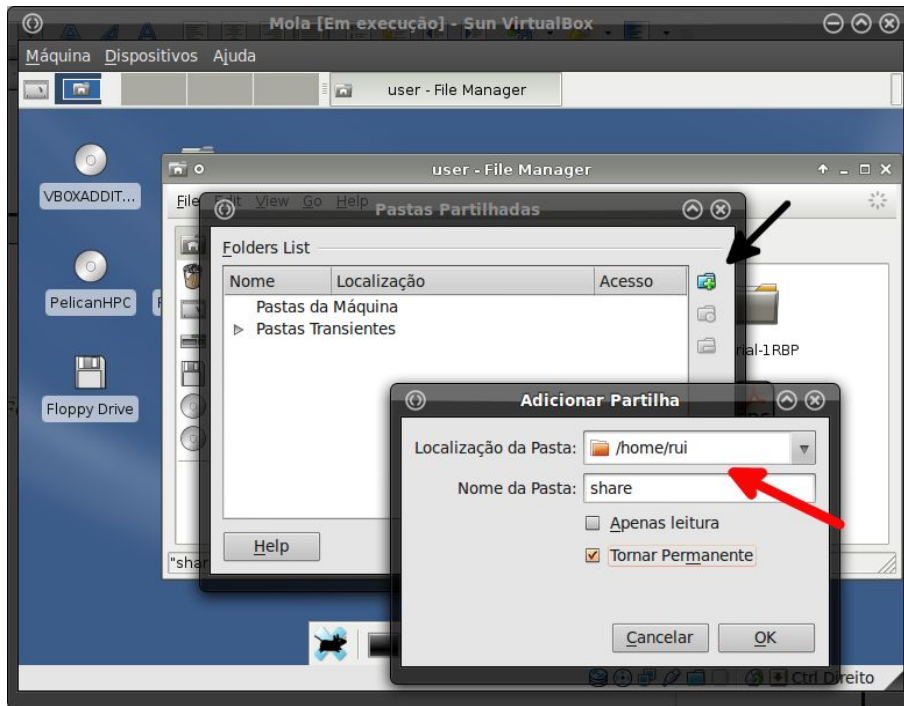 Mola [Em execução] - Sun VirtualBox
Máquina Dispositivos Ajuda
user - File Manager
VBOXADDIT...
PelicanHPC
Floppy Drive
user - File Manager
File Edit View Go Help
Pastas Partilhadas
Folders List
Nome Localização Acesso
Pastas da Máquina
Pastas Transientes
Help
rial-1RBP
"shar
Adicionar Partilha
Localização da Pasta: /home/rui
Nome da Pasta: share
Apenas leitura
Tornar Permanente
Cancelar OK
Ctrl Direito